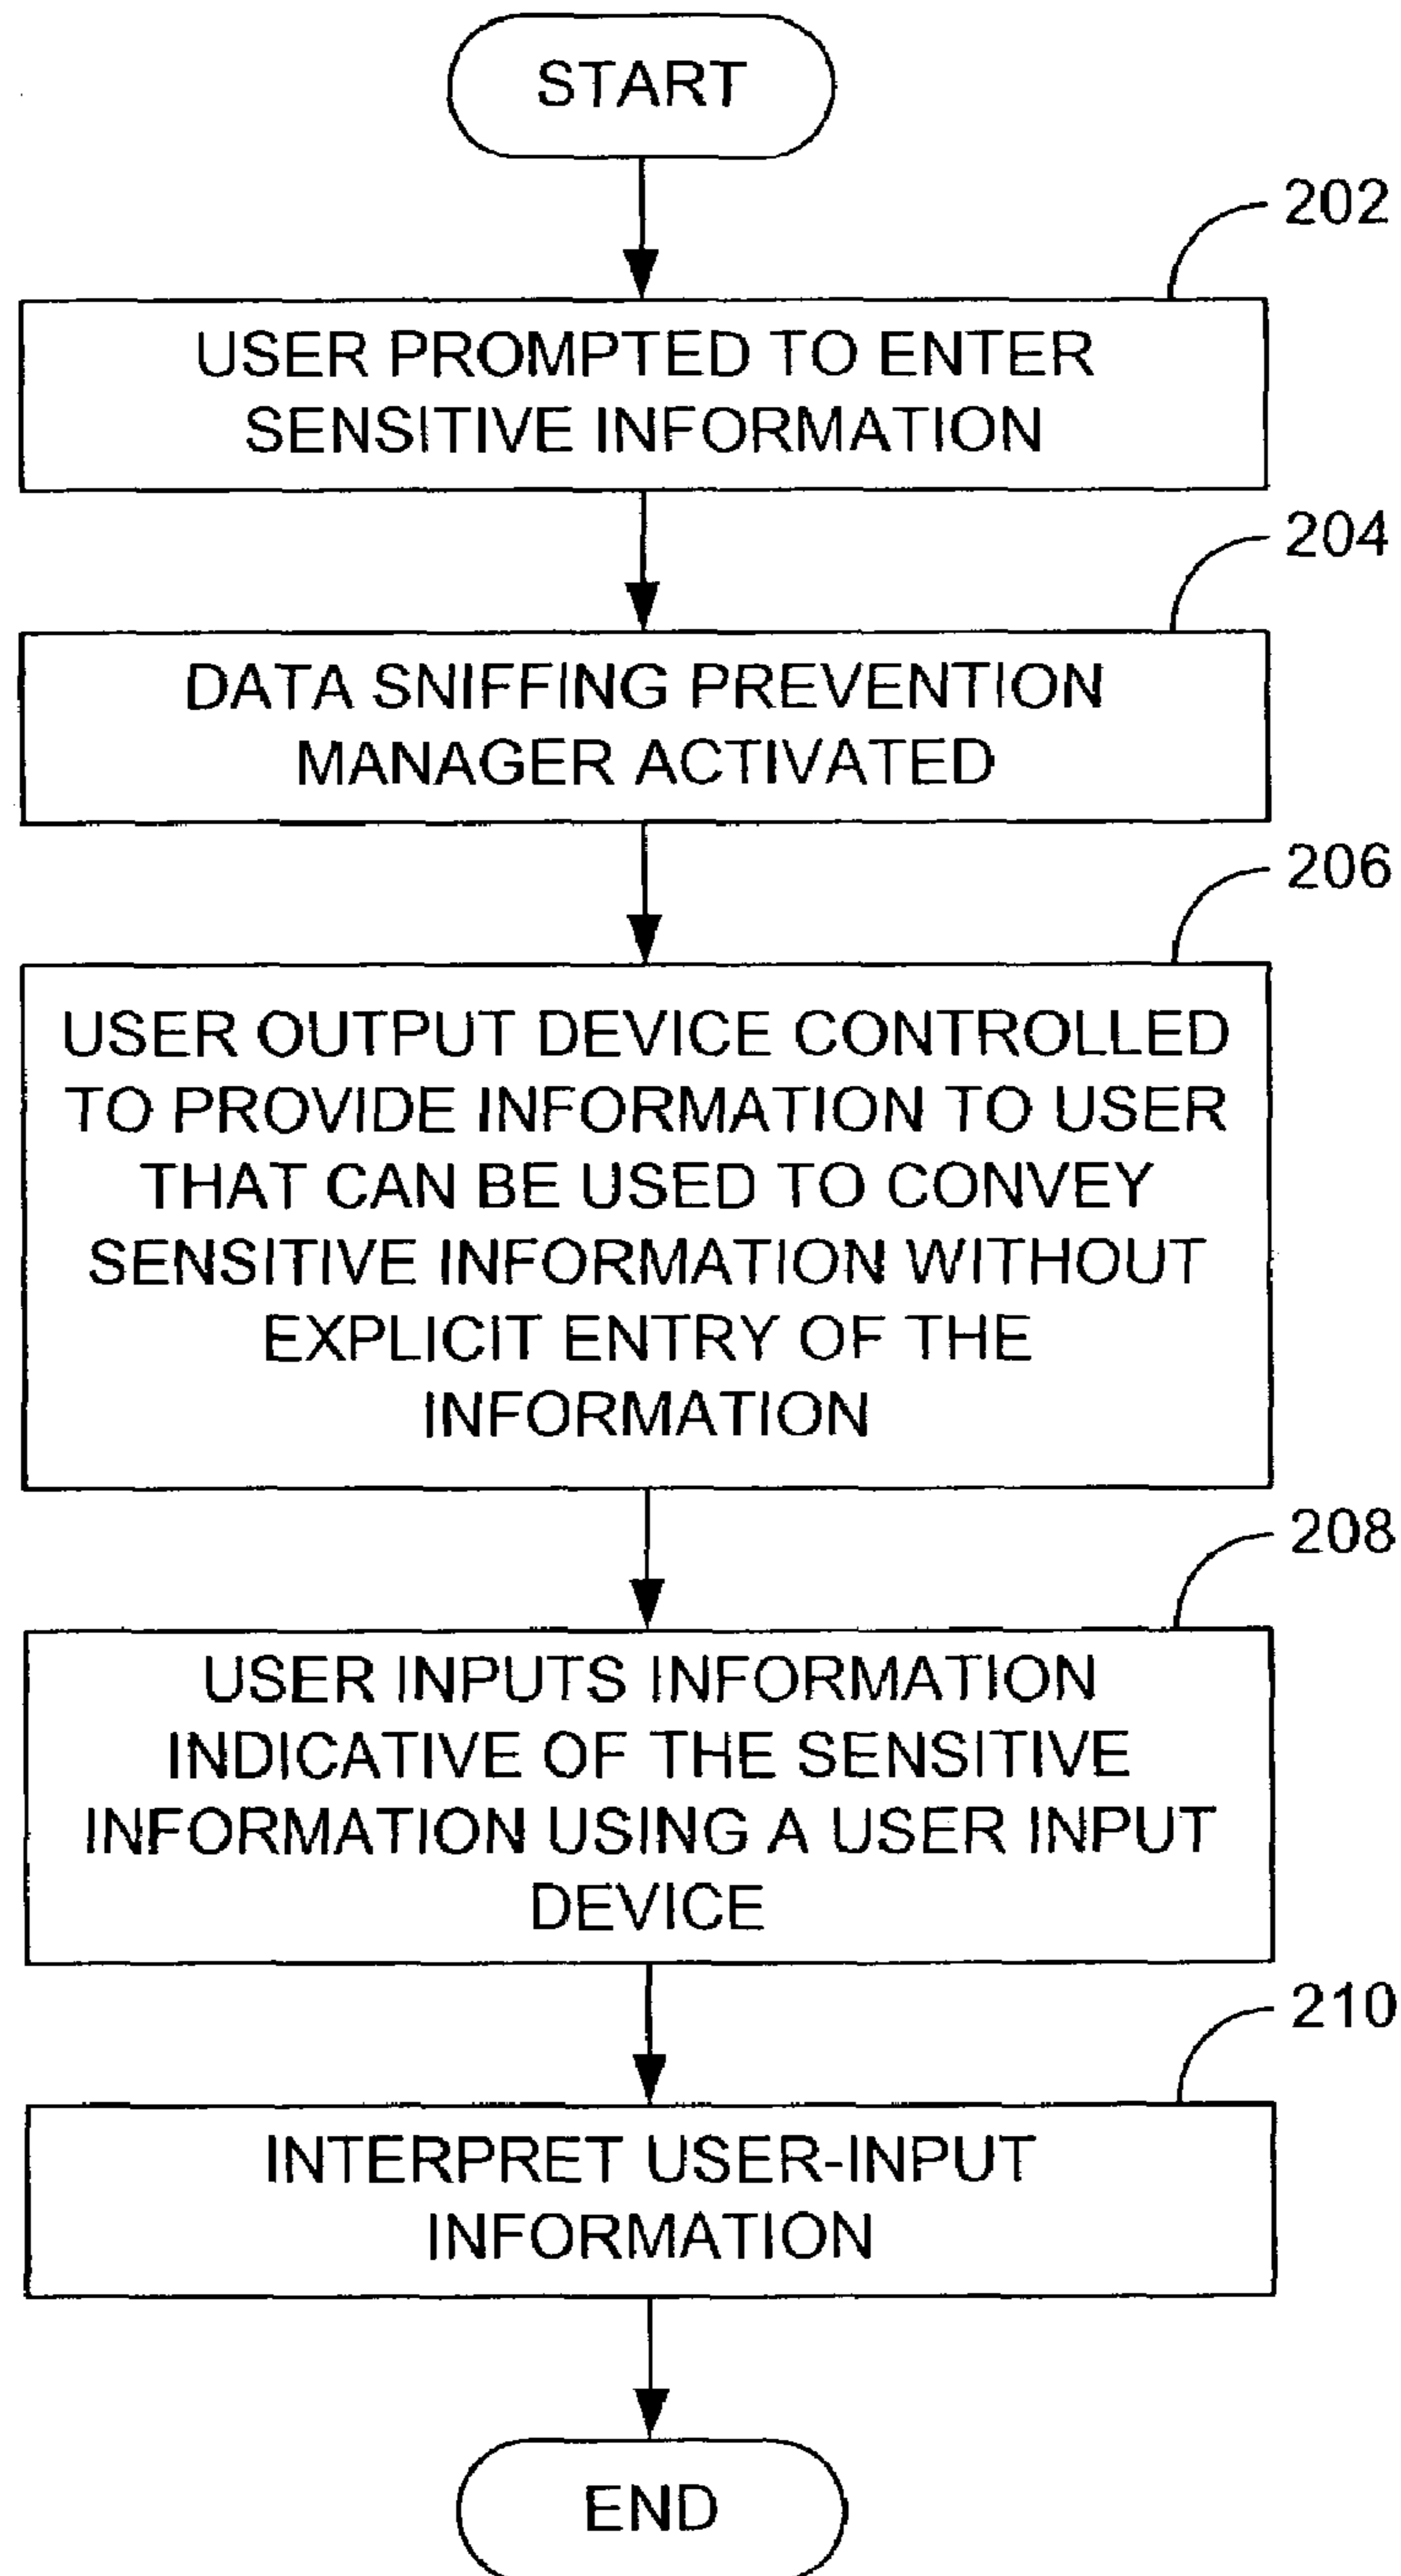 START
202
USER PROMPTED TO ENTER
SENSITIVE INFORMATION
204
DATA SNIFFING PREVENTION
MANAGER ACTIVATED
206
USER OUTPUT DEVICE CONTROLLED
TO PROVIDE INFORMATION TO USER
THAT CAN BE USED TO CONVEY
SENSITIVE INFORMATION WITHOUT
EXPLICIT ENTRY OF THE
INFORMATION
208
USER INPUTS INFORMATION
INDICATIVE OF THE SENSITIVE
INFORMATION USING A USER INPUT
DEVICE
210
INTERPRET USER-INPUT
INFORMATION
END